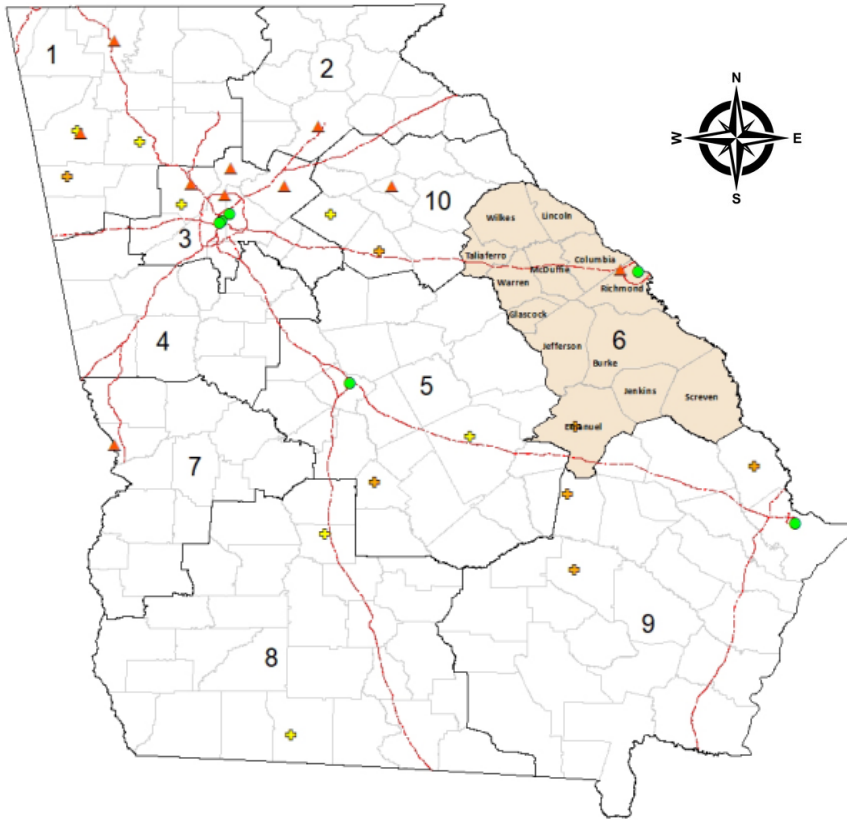 1
2
N
W E
S
10
Wilkes
Lincoln
3
Taliaferro
Columbia
McDuffie
Warren
Richmond
Glascock
4
Jefferson
6
Burke
5
Jenkins
Screven
Emanuel
7
9
8